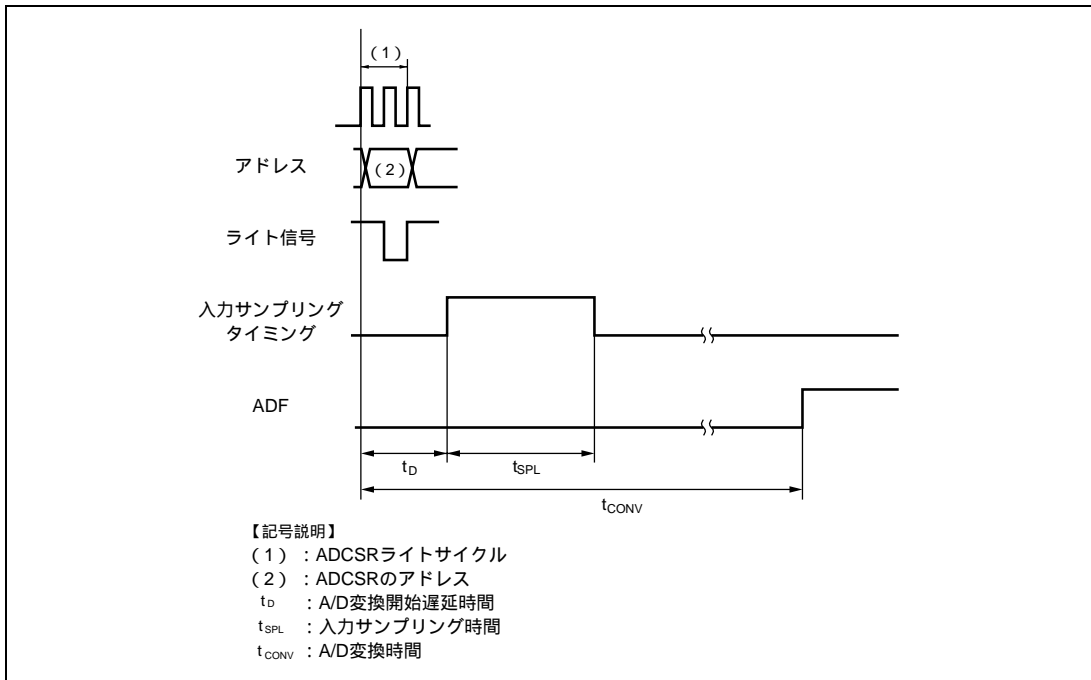 （1）
アドレス
（2）
ライト信号
入力サンプリング
タイミング
ADF
tD
tSPL
tCONV
【記号説明】
（1）：ADCSRライトサイクル
（2）：ADCSRのアドレス
tD ：A/D変換開始遅延時間
tSPL ：入力サンプリング時間
tCONV ：A/D変換時間